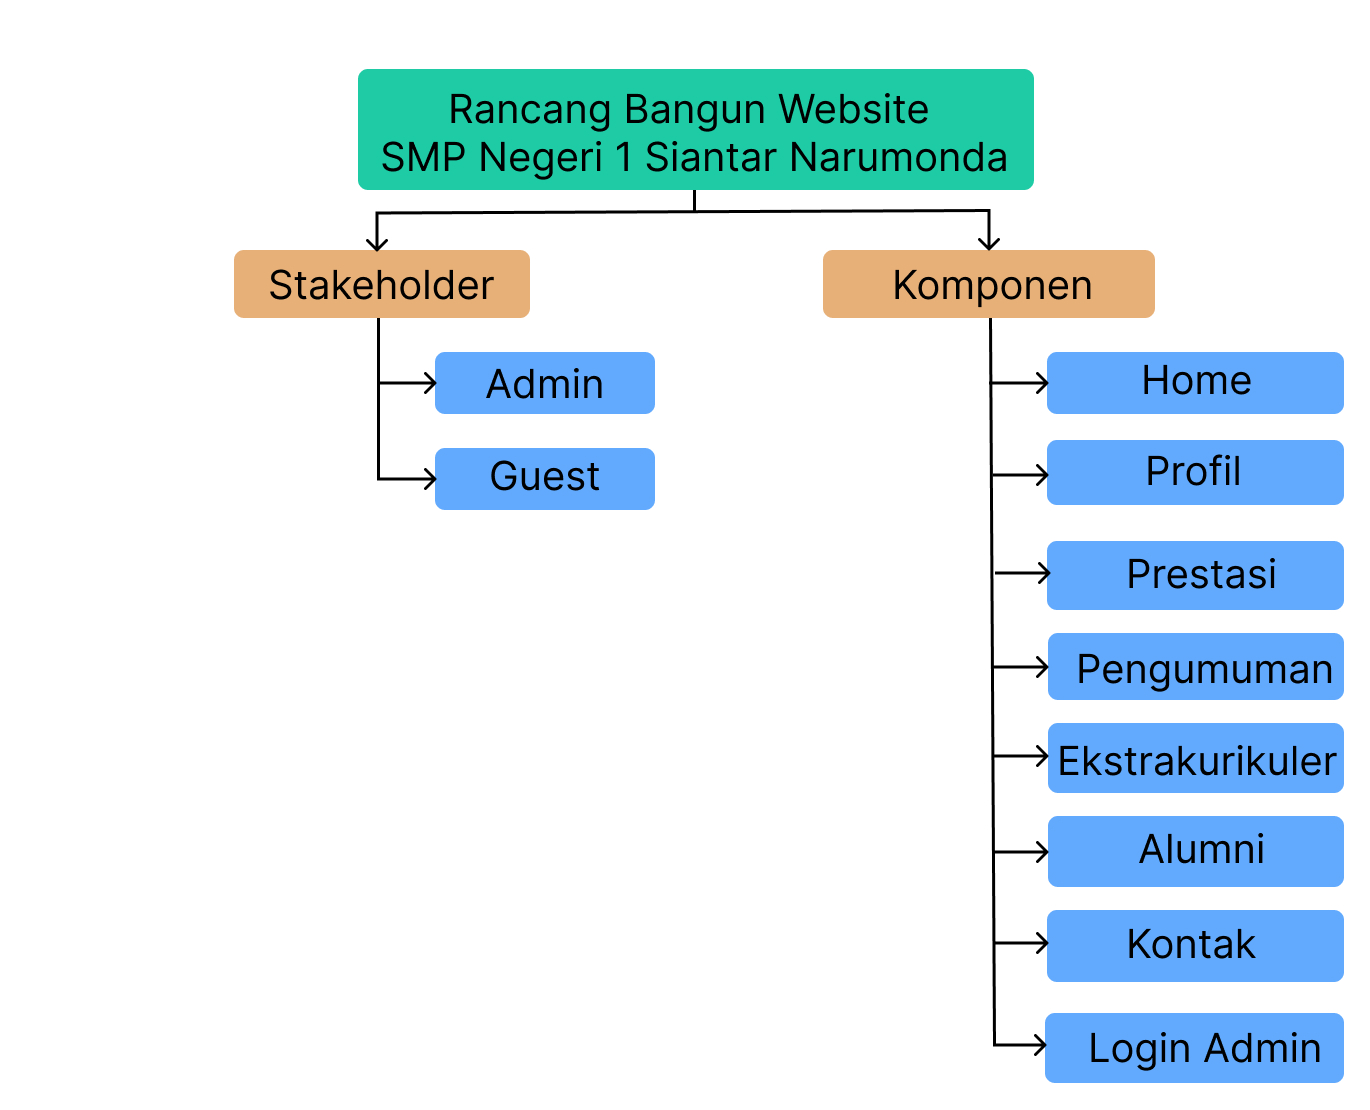 Rancang Bangun Website
SMP Negeri 1 Siantar Narumonda
Stakeholder
Admin
Guest
Komponen
Home
Profil
Prestasi
Pengumuman
Ekstrakurikuler
Alumni
Kontak
Login Admin